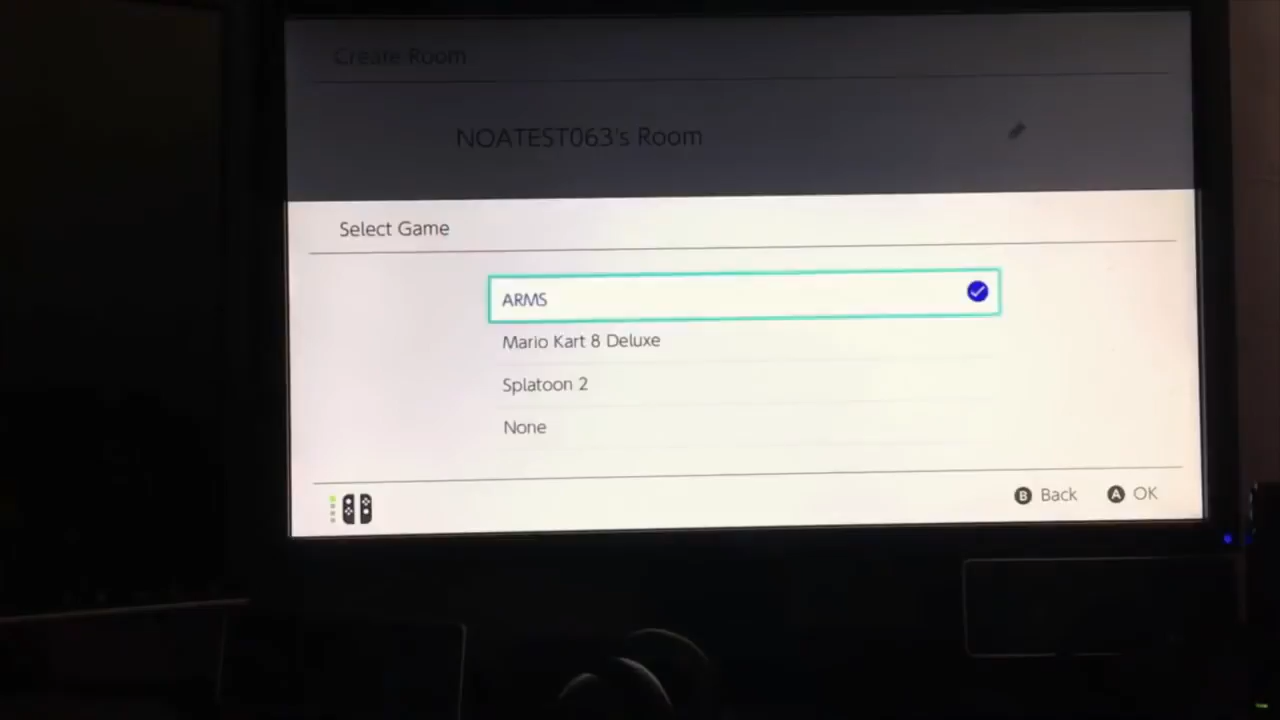 Create Room
NOATEST063's Room
Select Game
ARMS
Mario Kart 8 Deluxe
Splatoon 2
None
B Back A OK